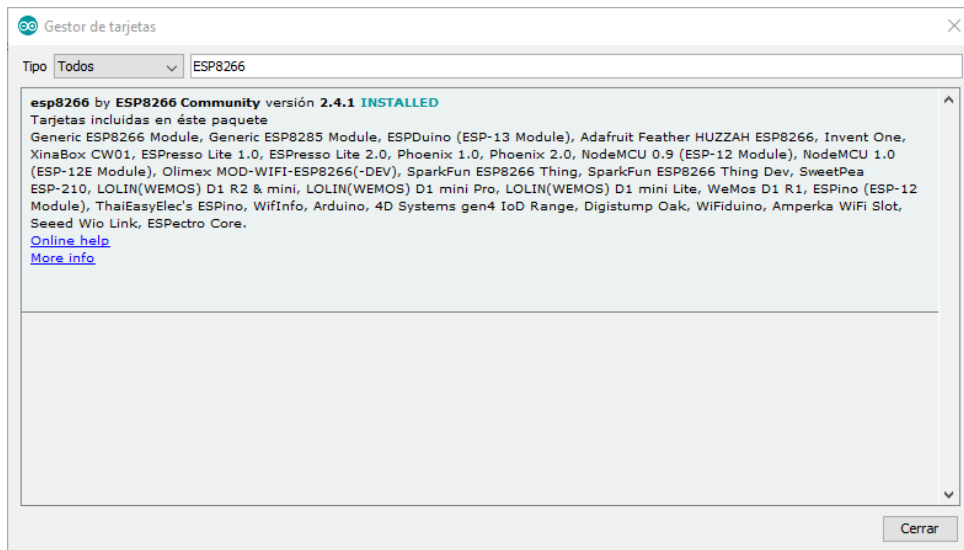 Gestor de tarjetas
Tipo Todos ESP8266
esp8266 by ESP8266 Community versión 2.4.1 INSTALLED
Tarjetas incluidas en éste paquete
Generic ESP8266 Module, Generic ESP8285 Module, ESPDuino (ESP-13 Module), Adafruit Feather HUZZAH ESP8266, Invent One,
XinaBox CW01, ESPresso Lite 1.0, ESPresso Lite 2.0, Phoenix 1.0, Phoenix 2.0, NodeMCU 0.9 (ESP-12 Module), NodeMCU 1.0
(ESP-12E Module), Olimex MOD-WIFI-ESP8266(-DEV), SparkFun ESP8266 Thing, SparkFun ESP8266 Thing Dev, SweetPea
ESP-210, LOLIN(WEMOS) D1 R2 & mini, LOLIN(WEMOS) D1 mini Pro, LOLIN(WEMOS) D1 mini Lite, WeMos D1 R1, ESPino (ESP-12
Module), ThaiEasyElec's ESPino, WifInfo, Arduino, 4D Systems gen4 IoD Range, Digistump Oak, WiFiduino, Amperka WiFi Slot,
Seeed Wio Link, ESPectro Core.
Online help
More info
Cerrar